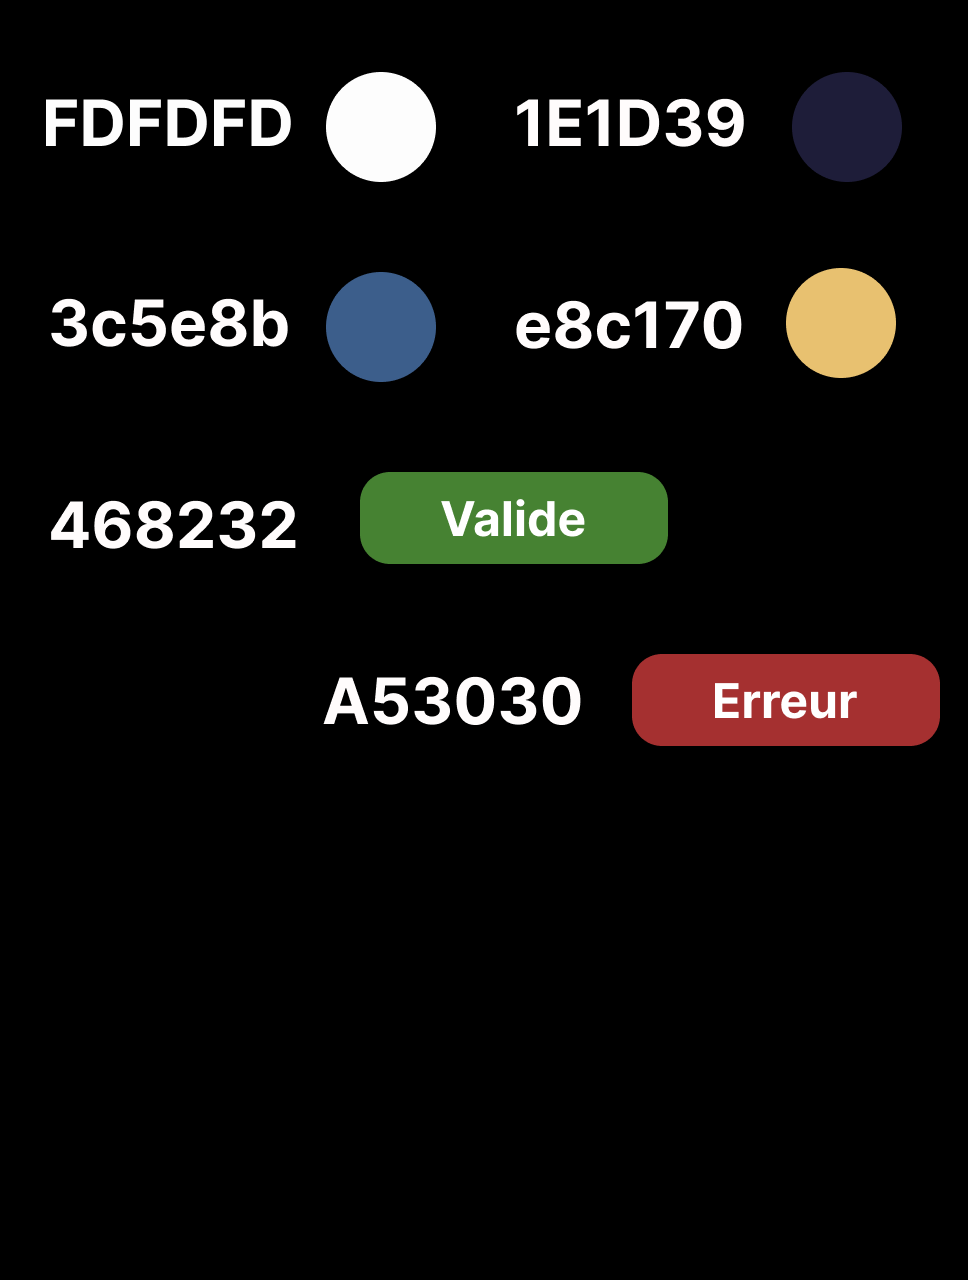 FDFDFD 1E1D39
3c5e8b e8c170
468232 Valide
A53030 Erreur